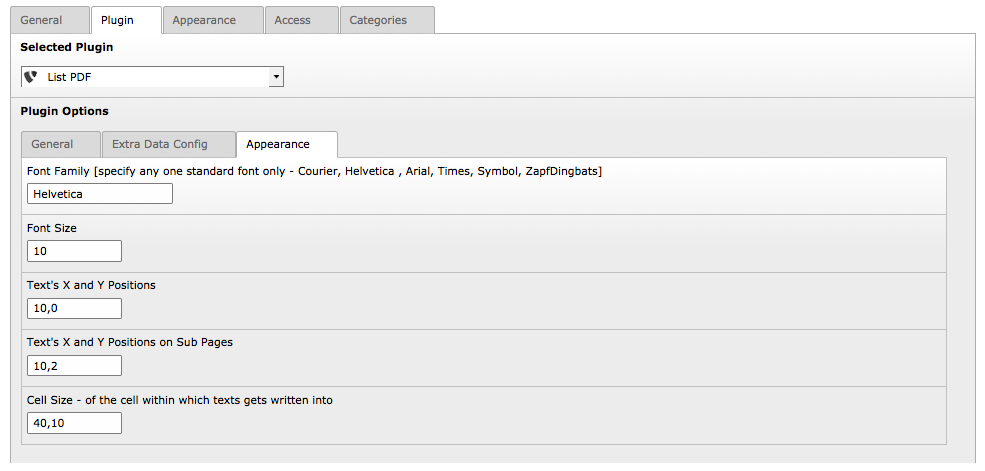 General Plugin Appearance Access Categories
Selected Plugin
List PDF
Plugin Options
General Extra Data Config Appearance
Font Family [specify any one standard font only - Courier, Helvetica , Arial, Times, Symbol, ZapfDingbats]
Helvetica
Font Size
10
Text's X and Y Positions
10,0
Text's X and Y Positions on Sub Pages
10,2
Cell Size - of the cell within which texts gets written into
40,10